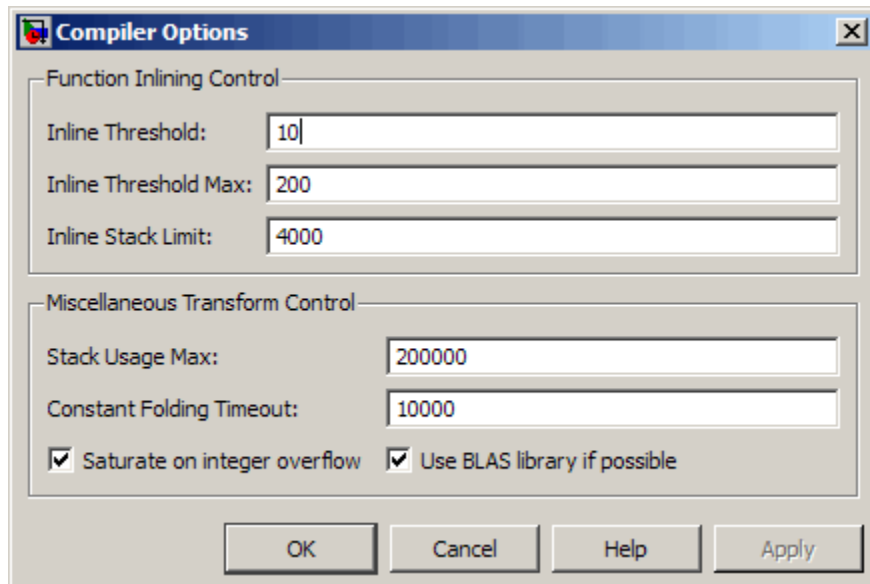 Compiler Options
Function Inlining Control
Inline Threshold: 10
Inline Threshold Max: 200
Inline Stack Limit: 4000
Miscellaneous Transform Control
Stack Usage Max: 200000
Constant Folding Timeout: 10000
Saturate on integer overflow Use BLAS library if possible
OK Cancel Help Apply